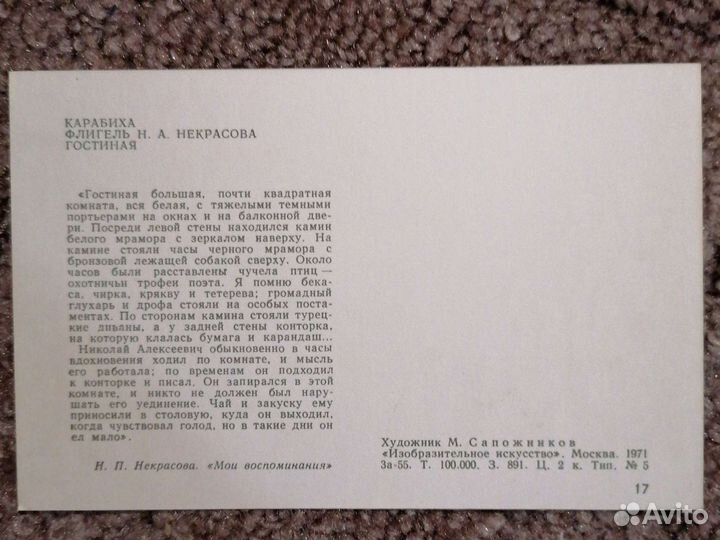 КАРАБИХА
ФЛИГЕЛЬ Н. А. НЕКРАСОВА
ГОСТИНАЯ
«Гостиная большая, почти квадратная
комната, вся белая, с тяжелыми темными
портьерами на окнах и на балконной две-
ри. Посреди левой стены находился камин
белого мрамора с зеркалом наверху. На
камине стояли часы черного мрамора с
бронзовой лежащей собакой сверху. Около
часов были расставлены чучела птиц —
охотничьи трофеи поэта. Я помню бека-
са, чирка, крякву и тетерева; громадный
глухарь и дрофа стояли на особых поста-
ментах. По сторонам камина стояли турец-
кие диваны, а у задней стены конторка,
на которую клалась бумага и карандаш...
Николай Алексеевич обыкновенно в часы
вдохновения ходил по комнате, и мысль
его работала; по временам он подходил
к конторке и писал. Он запирался в этой
комнате, и никто не должен был нару-
шать его уединение. Чай и закуску ему
приносили в столовую, куда он выходил,
когда чувствовал голод, но в такие дни он
ел мало».
Н. П. Некрасова. «Мои воспоминания»
Художник М. Сапожников
«Изобразительное искусство». Москва. 1971
За-55. Т. 100.000. З. 891. Ц. 2 к. Тип. № 5
17
Avito